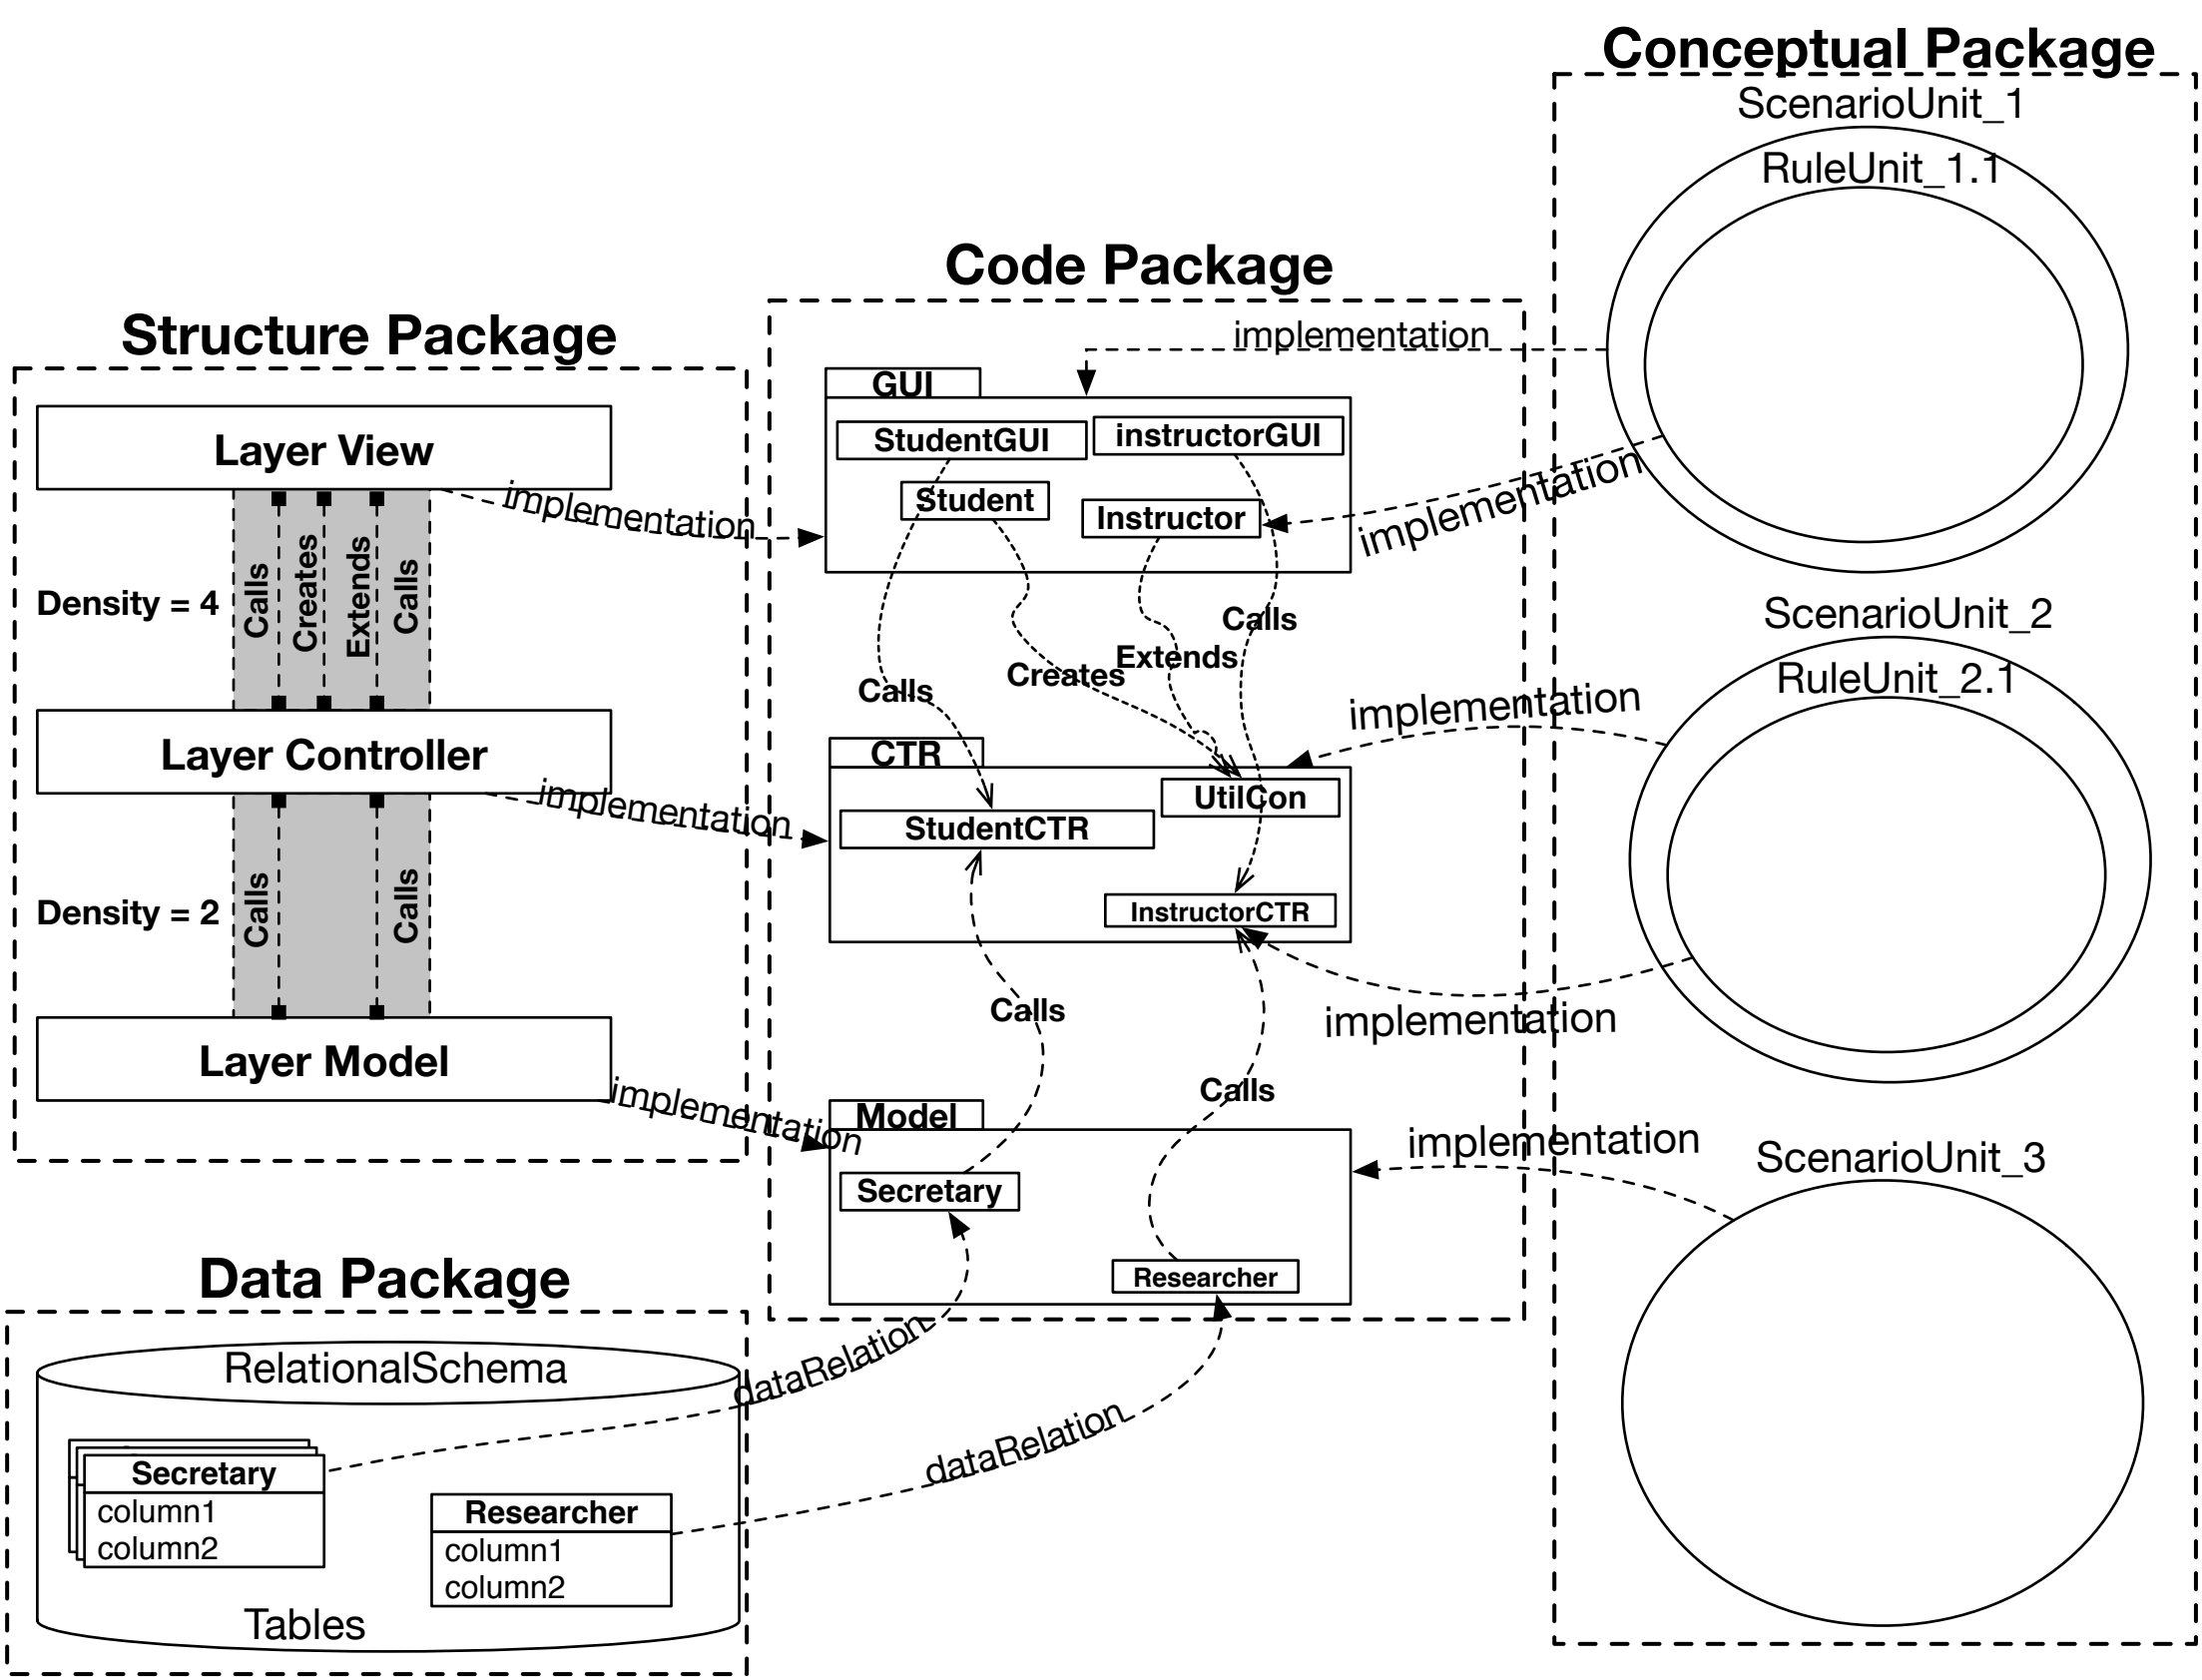 Conceptual Package
ScenarioUnit_1
RuleUnit_1.1
ScenarioUnit_2
RuleUnit_2.1
ScenarioUnit_3
Code Package
implementation
implementation
implementation
implementation
implementation
GUI
StudentGUI
instructorGUI
Student
Instructor
Calls
Creates
Extends
Calls
CTR
UtilCon
StudentCTR
InstructorCTR
Calls
Calls
Model
Secretary
Researcher
Structure Package
Layer View
implementation
Density = 4
Calls
Creates
Extends
Calls
Layer Controller
implementation
Density = 2
Calls
Calls
Layer Model
implementation
Data Package
RelationalSchema
dataRelation
dataRelation
Secretary
column1
column2
Researcher
column1
column2
Tables